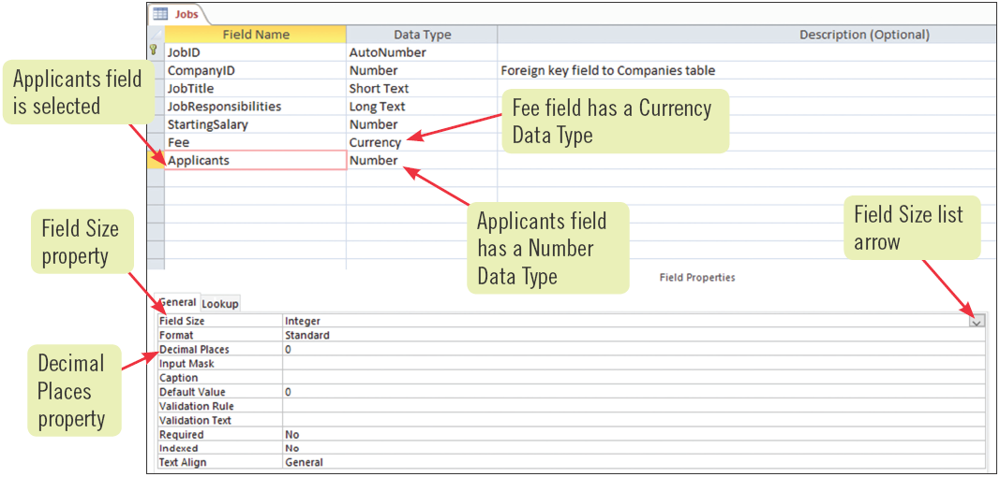 Jobs
Field Name Data Type Description (Optional)
JobID AutoNumber
CompanyID Number Foreign key field to Companies table
JobTitle Short Text
JobResponsibilities Long Text
StartingSalary Number
Fee Currency
Applicants Number
Applicants field
is selected
Fee field has a Currency
Data Type
Applicants field
has a Number
Data Type
Field Size
property
Field Size list
arrow
Field Properties
General Lookup
Field Size Integer
Format Standard
Decimal Places 0
Input Mask
Caption
Default Value 0
Validation Rule
Validation Text
Required No
Indexed No
Text Align General
Decimal
Places
property